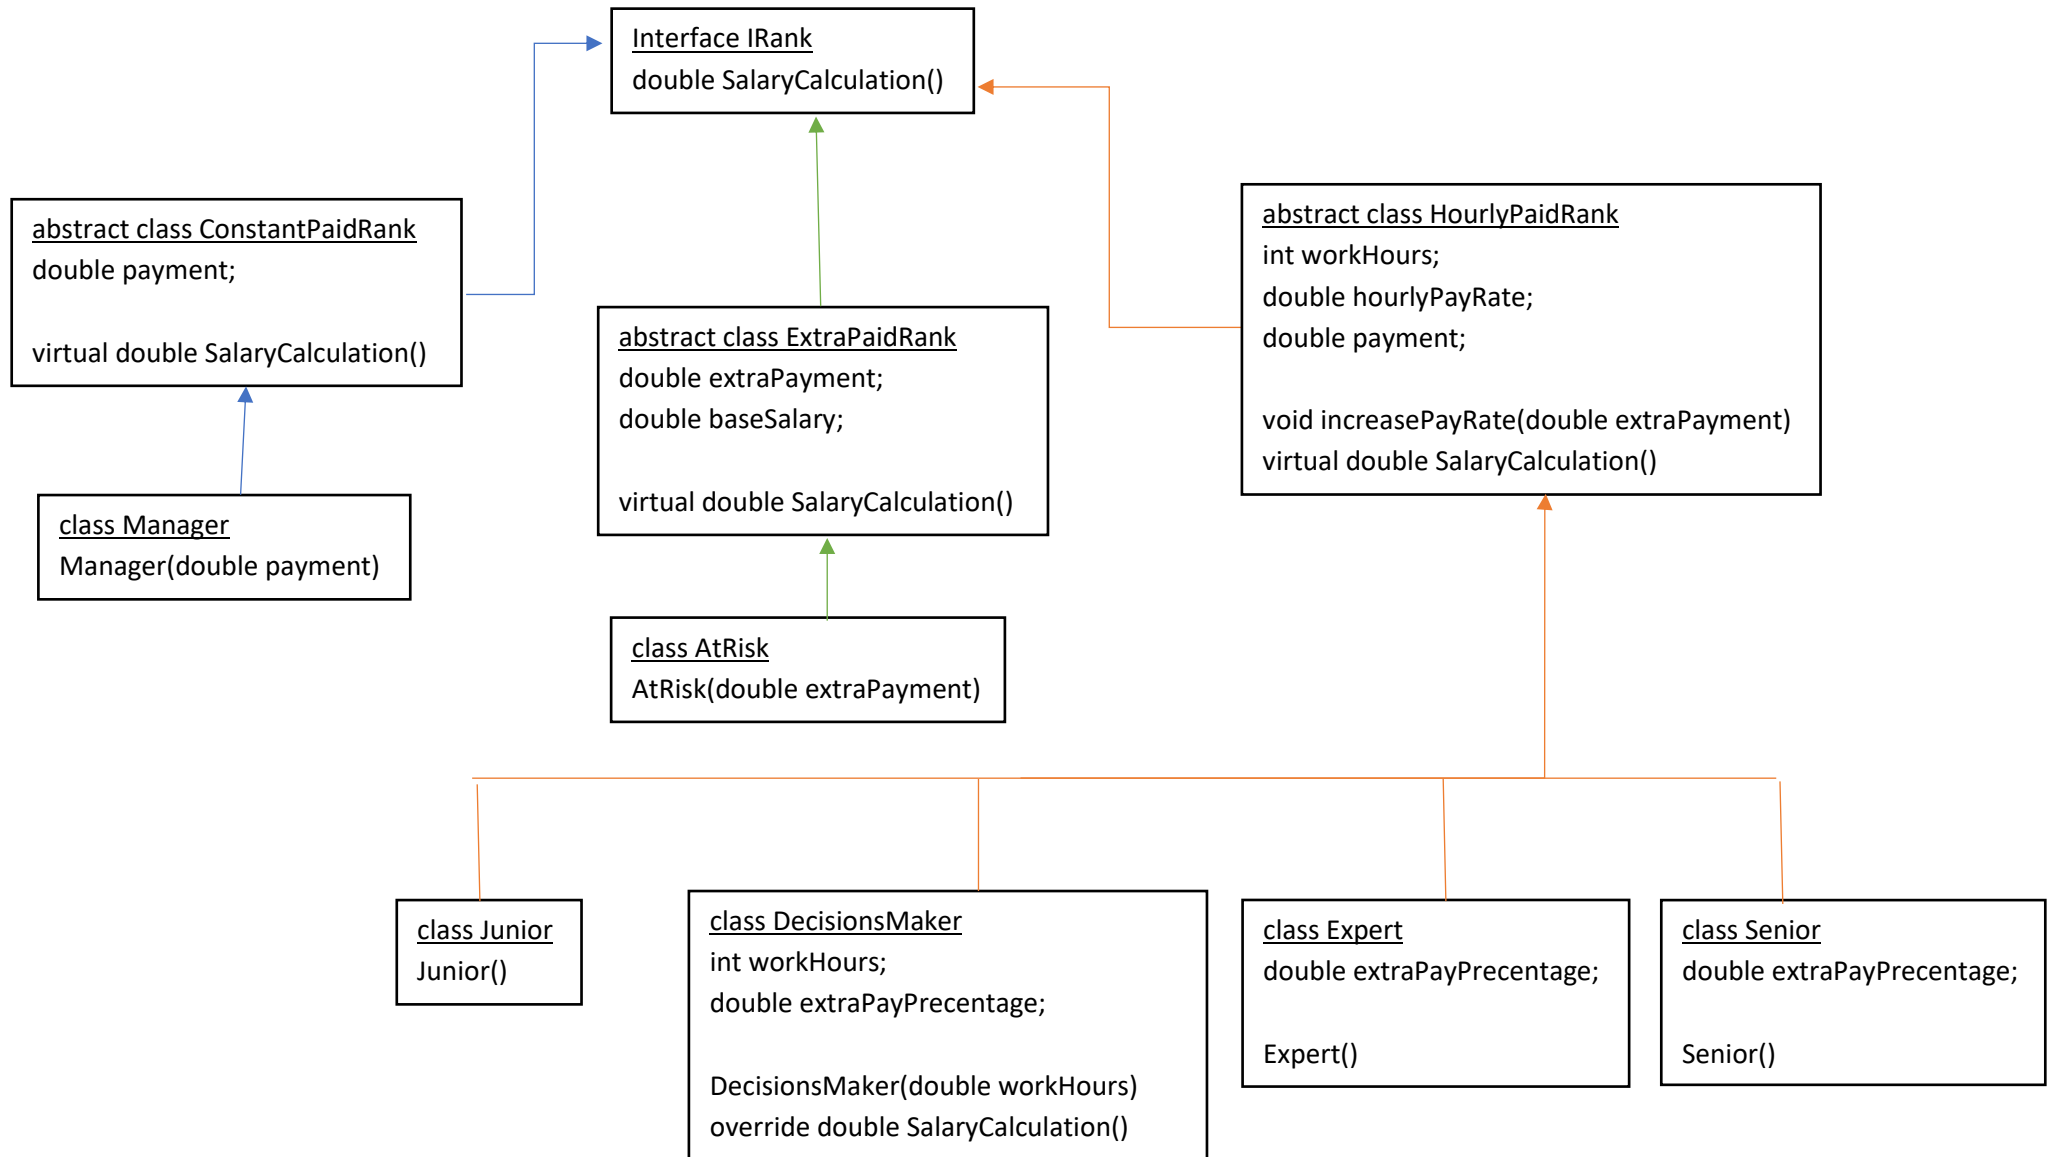 Interface IRank
double SalaryCalculation()
abstract class ConstantPaidRank
double payment;
virtual double SalaryCalculation()
abstract class ExtraPaidRank
double extraPayment;
double baseSalary;
virtual double SalaryCalculation()
abstract class HourlyPaidRank
int workHours;
double hourlyPayRate;
double payment;
void increasePayRate(double extraPayment)
virtual double SalaryCalculation()
class Manager
Manager(double payment)
class AtRisk
AtRisk(double extraPayment)
class Junior
Junior()
class DecisionsMaker
int workHours;
double extraPayPrecentage;
DecisionsMaker(double workHours)
override double SalaryCalculation()
class Expert
double extraPayPrecentage;
Expert()
class Senior
double extraPayPrecentage;
Senior()